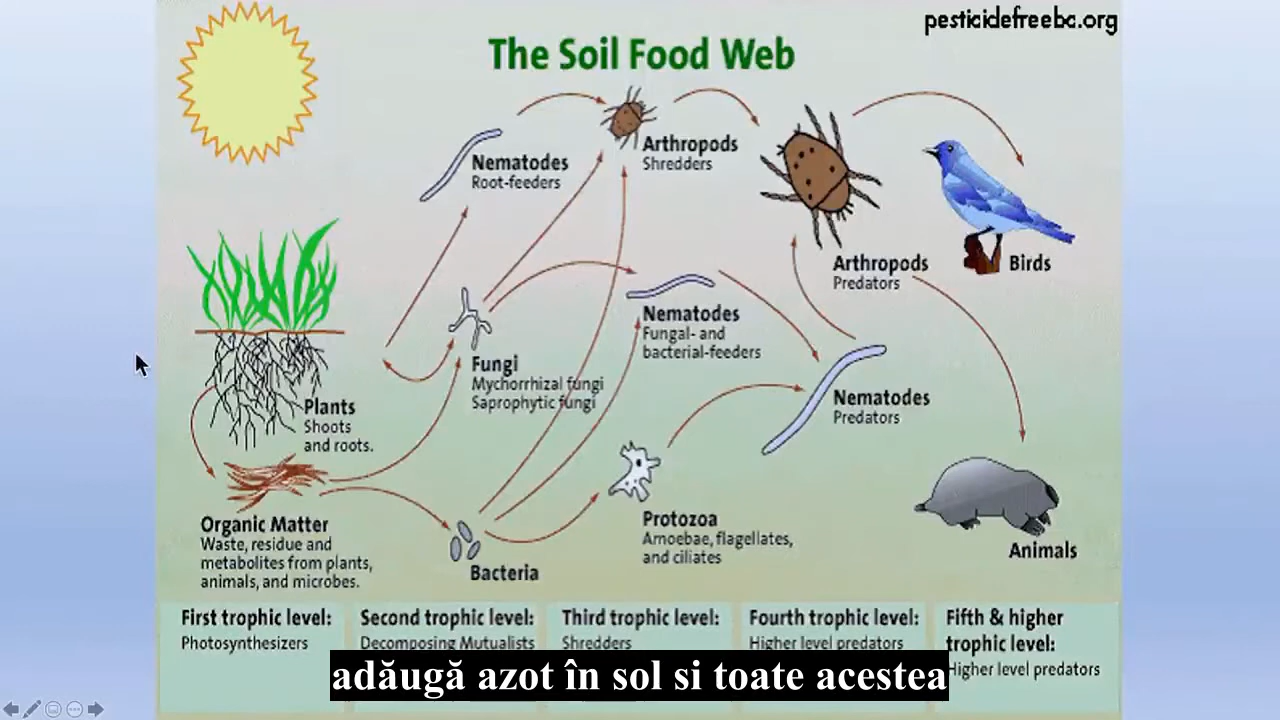 pesticidefreebc.org
The Soil Food Web
Nematodes
Root-feeders
Arthropods
Shredders
Arthropods
Predators
Birds
Nematodes
Fungal- and
bacterial-feeders
Fungi
Mychorrhizal fungi
Saprophytic fungi
Nematodes
Predators
Plants
Shoots
and roots.
Organic Matter
Waste, residue and
metabolites from plants,
animals, and microbes.
Bacteria
Protozoa
Amoebae, flagellates,
and ciliates
Animals
First trophic level:
Photosynthesizers
Second trophic level:
Decomposing Mutualists
Third trophic level:
Shredders
Fourth trophic level:
Higher level predators
Fifth & higher
trophic level:
Higher level predators
adăugă azot în sol si toate acestea